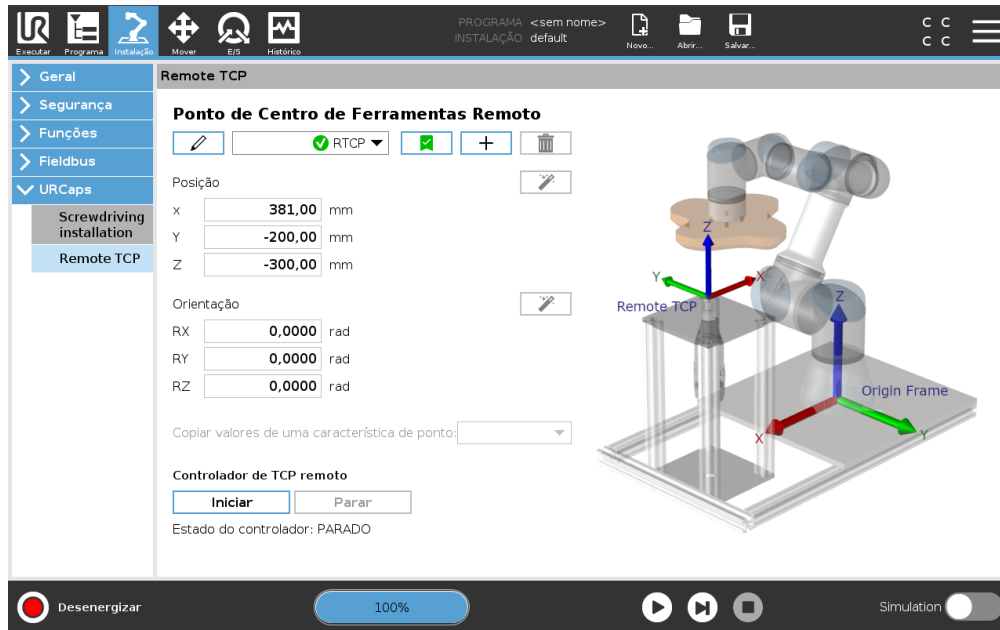 UR
Executar
Programa
Instalação
Mover
E/S
Histórico
PROGRAMA <sem nome>
INSTALAÇÃO default
Novo...
Abrir...
Salvar...
C C
C C
Geral
Segurança
Funções
Fieldbus
URCaps
Screwdriving
installation
Remote TCP
Remote TCP
Ponto de Centro de Ferramentas Remoto
RTCP
Posição
X 381,00 mm
Y -200,00 mm
Z -300,00 mm
Orientação
RX 0,0000 rad
RY 0,0000 rad
RZ 0,0000 rad
Copiar valores de uma característica de ponto:
Controlador de TCP remoto
Iniciar Parar
Estado do controlador: PARADO
Z
Y
X
Remote TCP
Z
Origin Frame
X
Y
Desenergizar
100%
Simulation